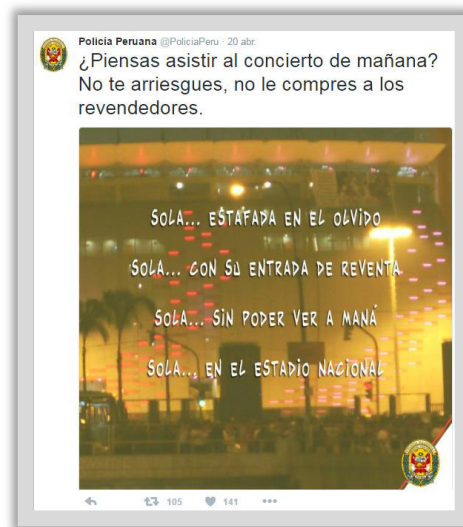 Policía Peruana @PoliciaPeru · 20 abr.
¿Piensas asistir al concierto de mañana?
No te arriesgues, no le compres a los
revendedores.
SOLA... ESTAFADA EN EL OLVIDO
SOLA... CON SU ENTRADA DE REVENTA
SOLA... SIN PODER VER A MANÁ
SOLA... EN EL ESTADIO NACIONAL
105 141